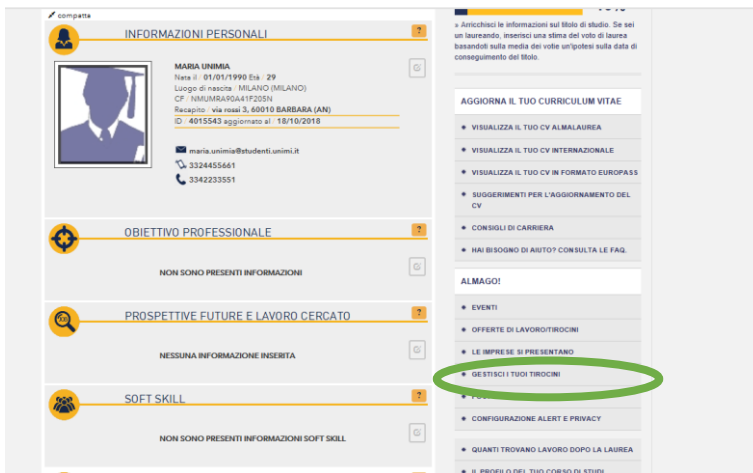 compatta
INFORMAZIONI PERSONALI
?
MARIA UNIMIA
Nata il / 01/01/1990 Età / 29
Luogo di nascita / MILANO (MILANO)
CF / NMUMRA90A41F205N
Recapito / via rossi 3, 60010 BARBARA (AN)
ID / 4015543 aggiornato al / 18/10/2018
maria.unimia@studenti.unimi.it
3324455661
3342233551
OBIETTIVO PROFESSIONALE
?
NON SONO PRESENTI INFORMAZIONI
PROSPETTIVE FUTURE E LAVORO CERCATO
?
NESSUNA INFORMAZIONE INSERITA
SOFT SKILL
?
NON SONO PRESENTI INFORMAZIONI SOFT SKILL
» Arricchisci le informazioni sul titolo di studio. Se sei
un laureando, inserisci una stima del voto di laurea
basandoti sulla media dei votie un'ipotesi sulla data di
conseguimento del titolo.
AGGIORNA IL TUO CURRICULUM VITAE
VISUALIZZA IL TUO CV ALMALAUREA
VISUALIZZA IL TUO CV INTERNAZIONALE
VISUALIZZA IL TUO CV IN FORMATO EUROPASS
SUGGERIMENTI PER L'AGGIORNAMENTO DEL
CV
CONSIGLI DI CARRIERA
HAI BISOGNO DI AIUTO? CONSULTA LE FAQ.
ALMAGO!
EVENTI
OFFERTE DI LAVORO/TIROCINI
LE IMPRESE SI PRESENTANO
GESTISCI I TUOI TIROCINI
CONFIGURAZIONE ALERT E PRIVACY
QUANTI TROVANO LAVORO DOPO LA LAUREA
IL PROFILO DEL TUO CORSO DI STUDI